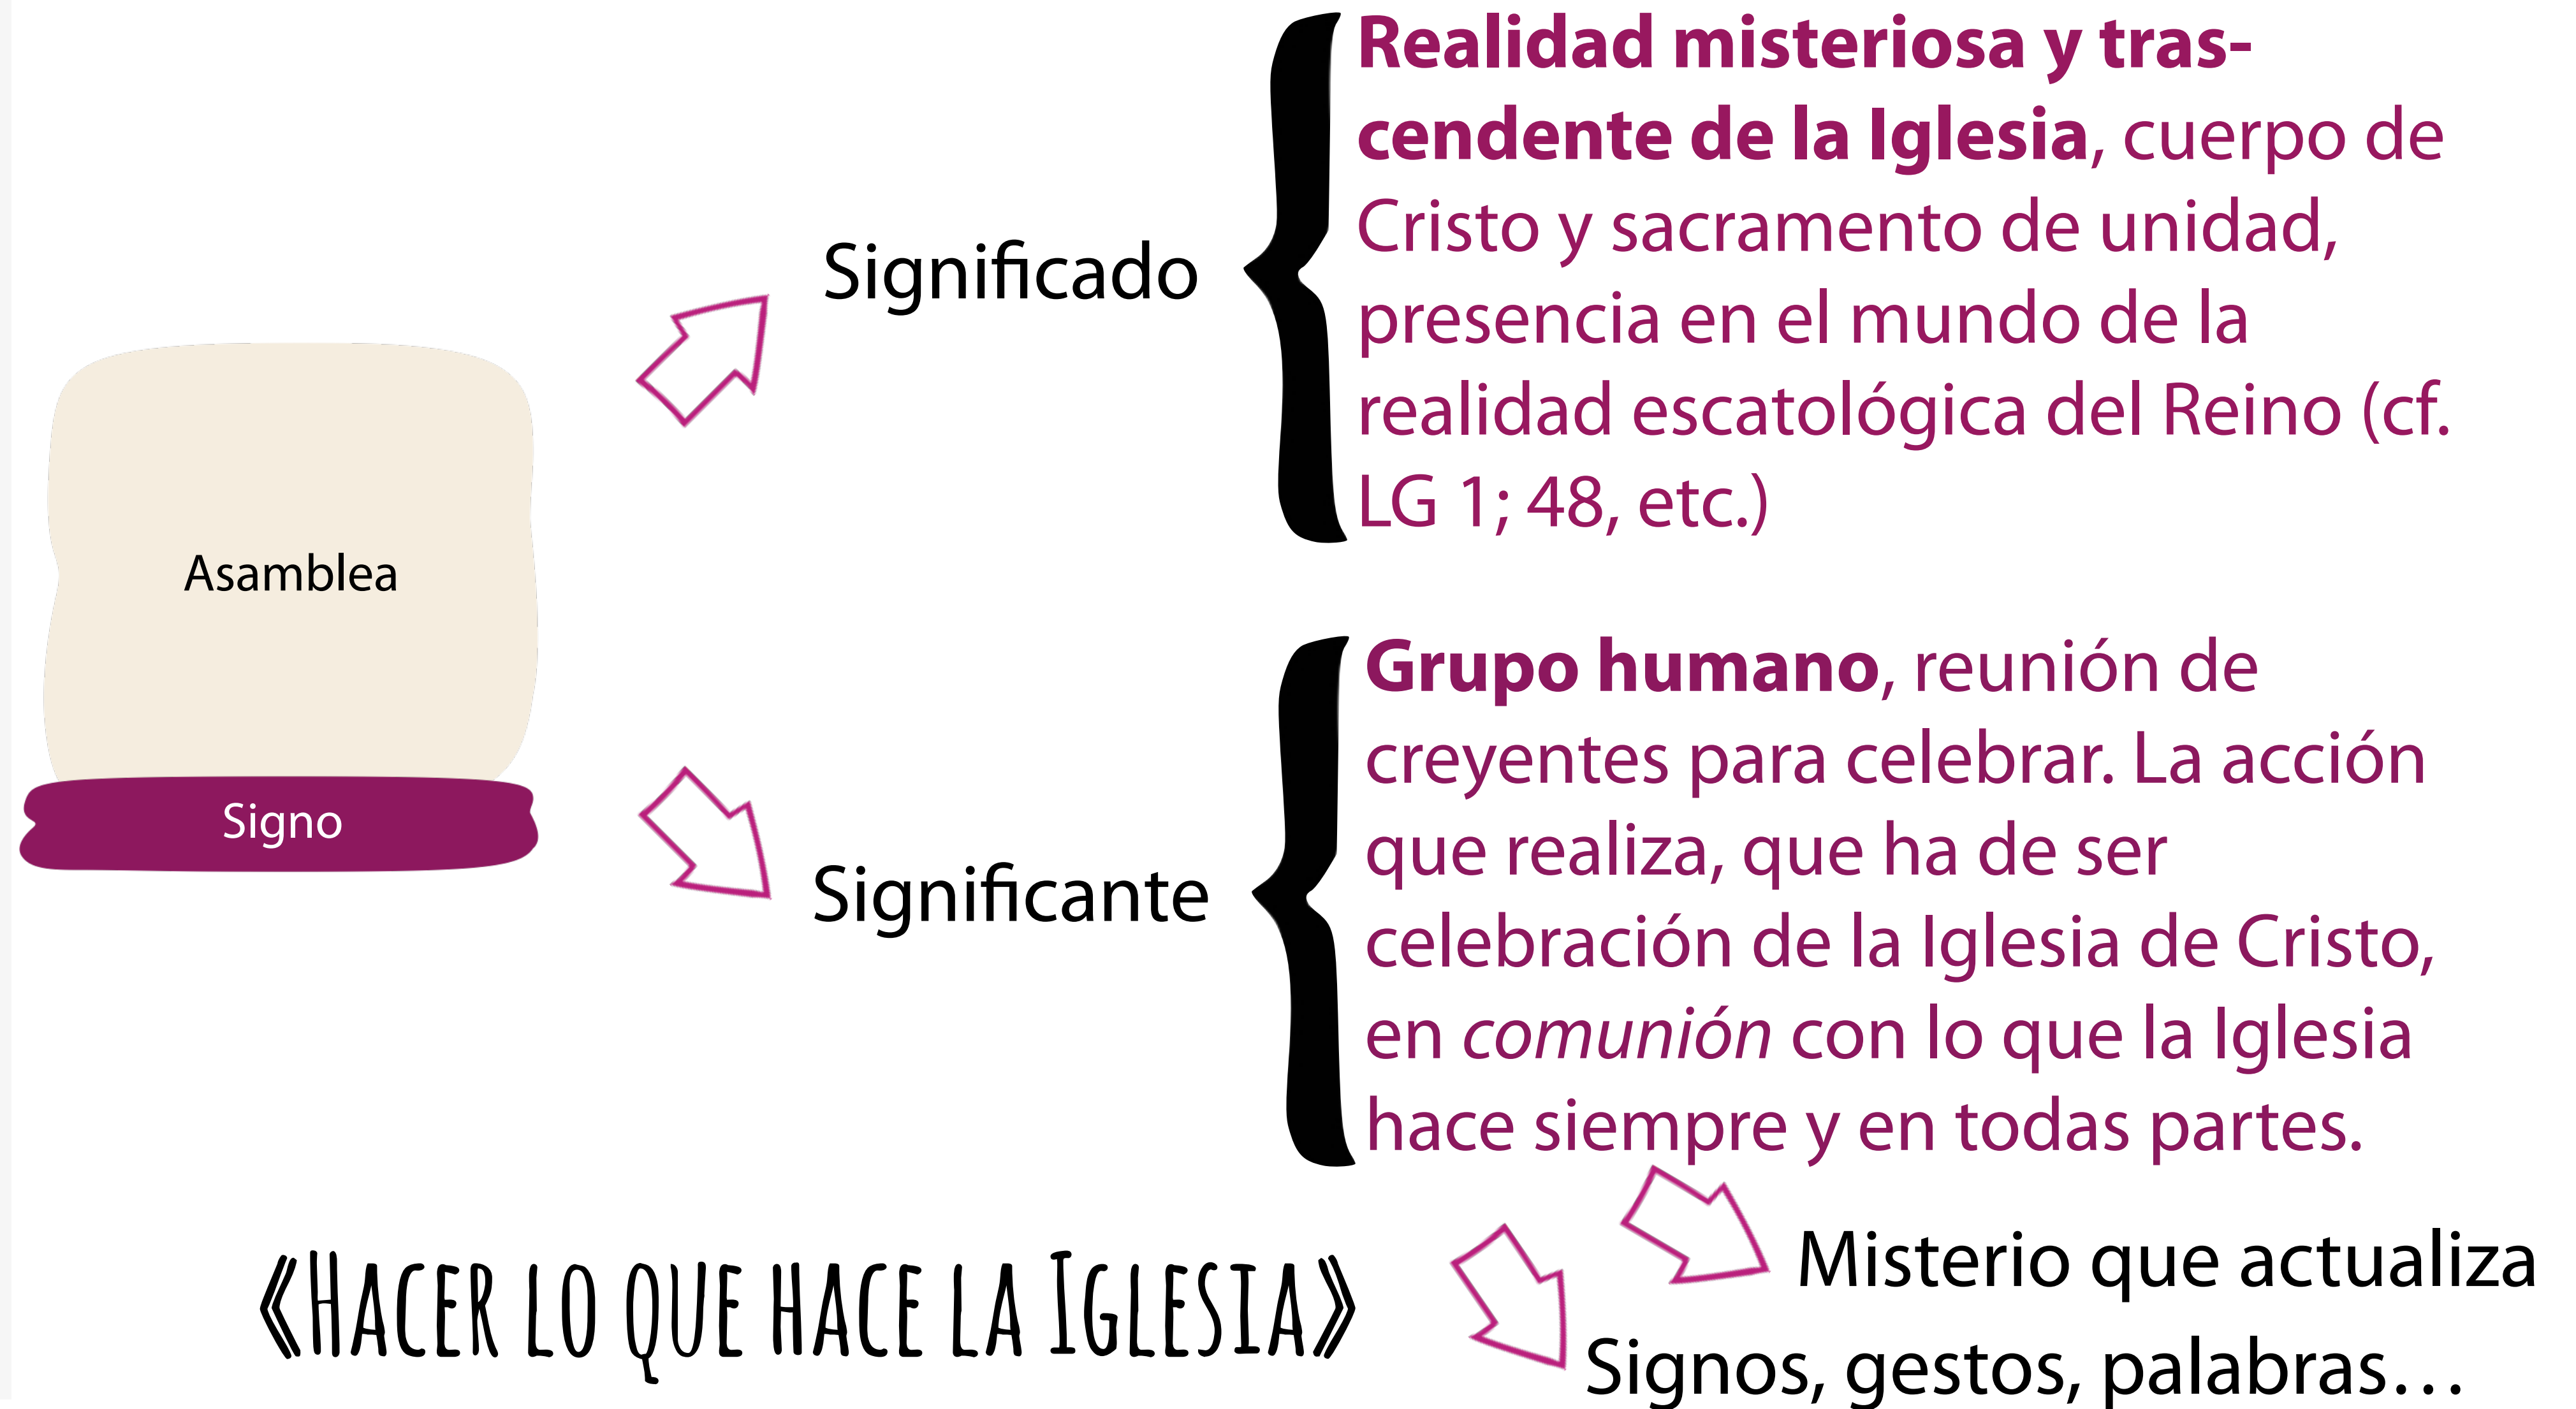 Asamblea
Signo
Significado
Realidad misteriosa y tras-
cendente de la Iglesia, cuerpo de
Cristo y sacramento de unidad,
presencia en el mundo de la
realidad escatológica del Reino (cf.
LG 1; 48, etc.)
Significante
Grupo humano, reunión de
creyentes para celebrar. La acción
que realiza, que ha de ser
celebración de la Iglesia de Cristo,
en comunión con lo que la Iglesia
hace siempre y en todas partes.
《Hacer lo que hace la Iglesia》
Misterio que actualiza
Signos, gestos, palabras…